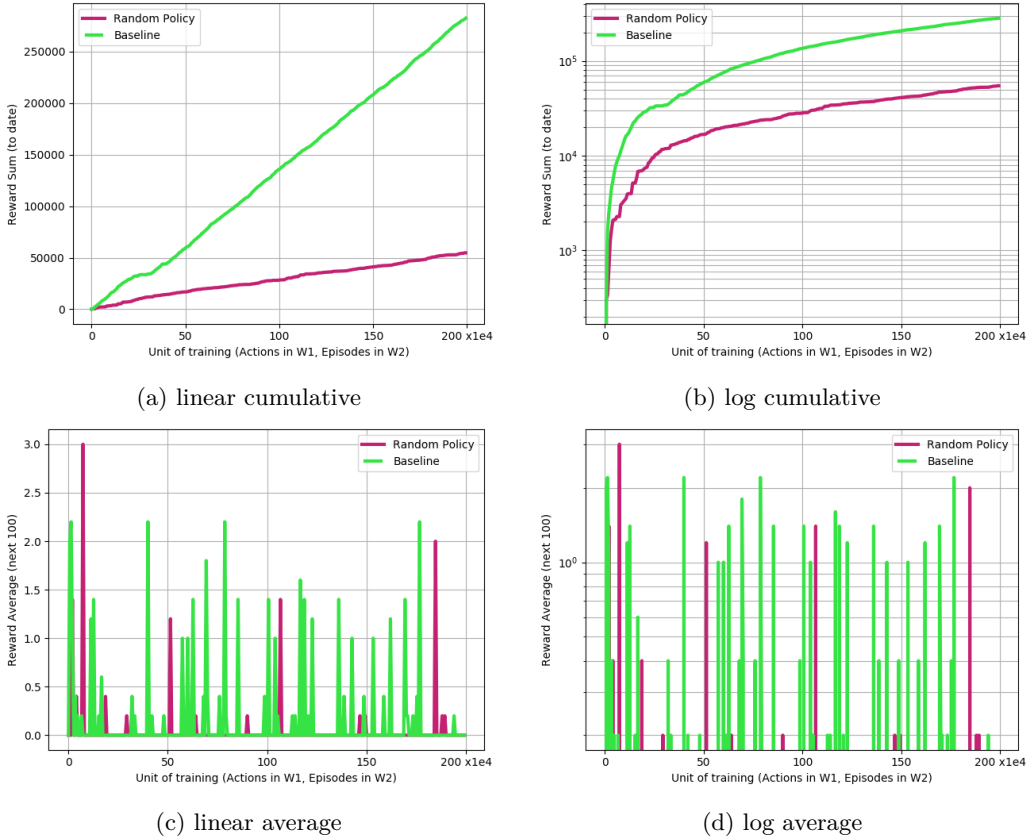 Random Policy
Baseline
250000
200000
150000
100000
50000
0
Reward Sum (to date)
0 50 100 150 200 x1e4
Unit of training (Actions in W1, Episodes in W2)
(a) linear cumulative
Random Policy
Baseline
10^5
10^4
10^3
Reward Sum (to date)
0 50 100 150 200 x1e4
Unit of training (Actions in W1, Episodes in W2)
(b) log cumulative
Random Policy
Baseline
3.0
2.5
2.0
1.5
1.0
0.5
0.0
Reward Average (next 100)
0 50 100 150 200 x1e4
Unit of training (Actions in W1, Episodes in W2)
(c) linear average
Random Policy
Baseline
10^0
Reward Average (next 100)
0 50 100 150 200 x1e4
Unit of training (Actions in W1, Episodes in W2)
(d) log average